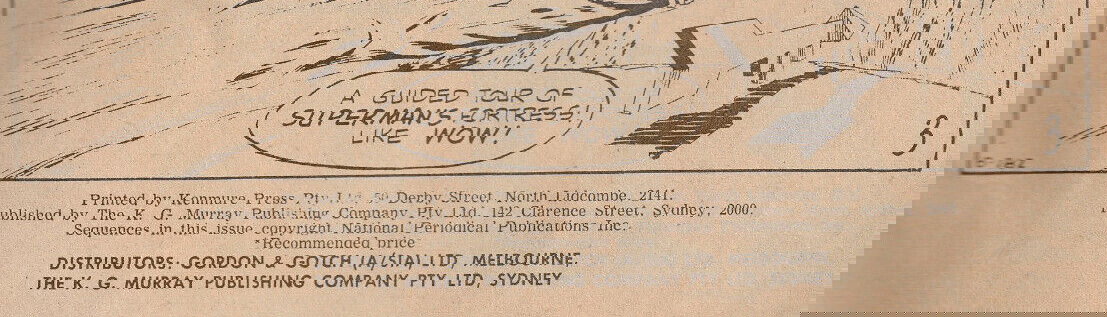 A GUIDED TOUR OF
SUPERMAN'S FORTRESS
LIKE WOW!
8
Printed by Kenmure Press Pty Ltd 50 Derby Street North Lidcombe 2141.
Published by The K. G. Murray Publishing Company Pty Ltd. 142 Clarence Street, Sydney, 2000.
Sequences in this issue copyright National Periodical Publications Inc.
*Recommended price
DISTRIBUTORS: GORDON & GOTCH (A/SIA) LTD, MELBOURNE.
THE K. G. MURRAY PUBLISHING COMPANY PTY LTD, SYDNEY